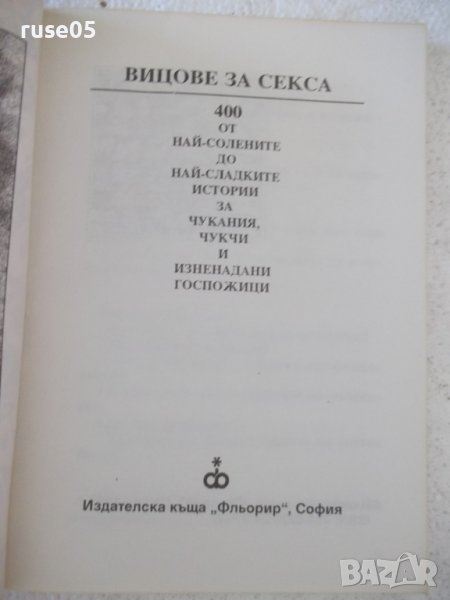 ruse05
ВИЦОВЕ ЗА СЕКСА
400
ОТ
НАЙ-СОЛЕНИТЕ
ДО
НАЙ-СЛАДКИТЕ
ИСТОРИИ
ЗА
ЧУКАНИЯ,
ЧУКЧИ
И
ИЗНЕНАДАНИ
ГОСПОЖИЦИ
Издателска къща „Фльорир“, София
BAZAR